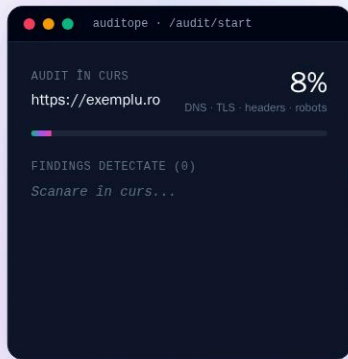 auditope · /audit/start
AUDIT ÎN CURS
8%
https://exemplu.ro
DNS · TLS · headers · robots
FINDINGS DETECTATE (0)
Scanare în curs...